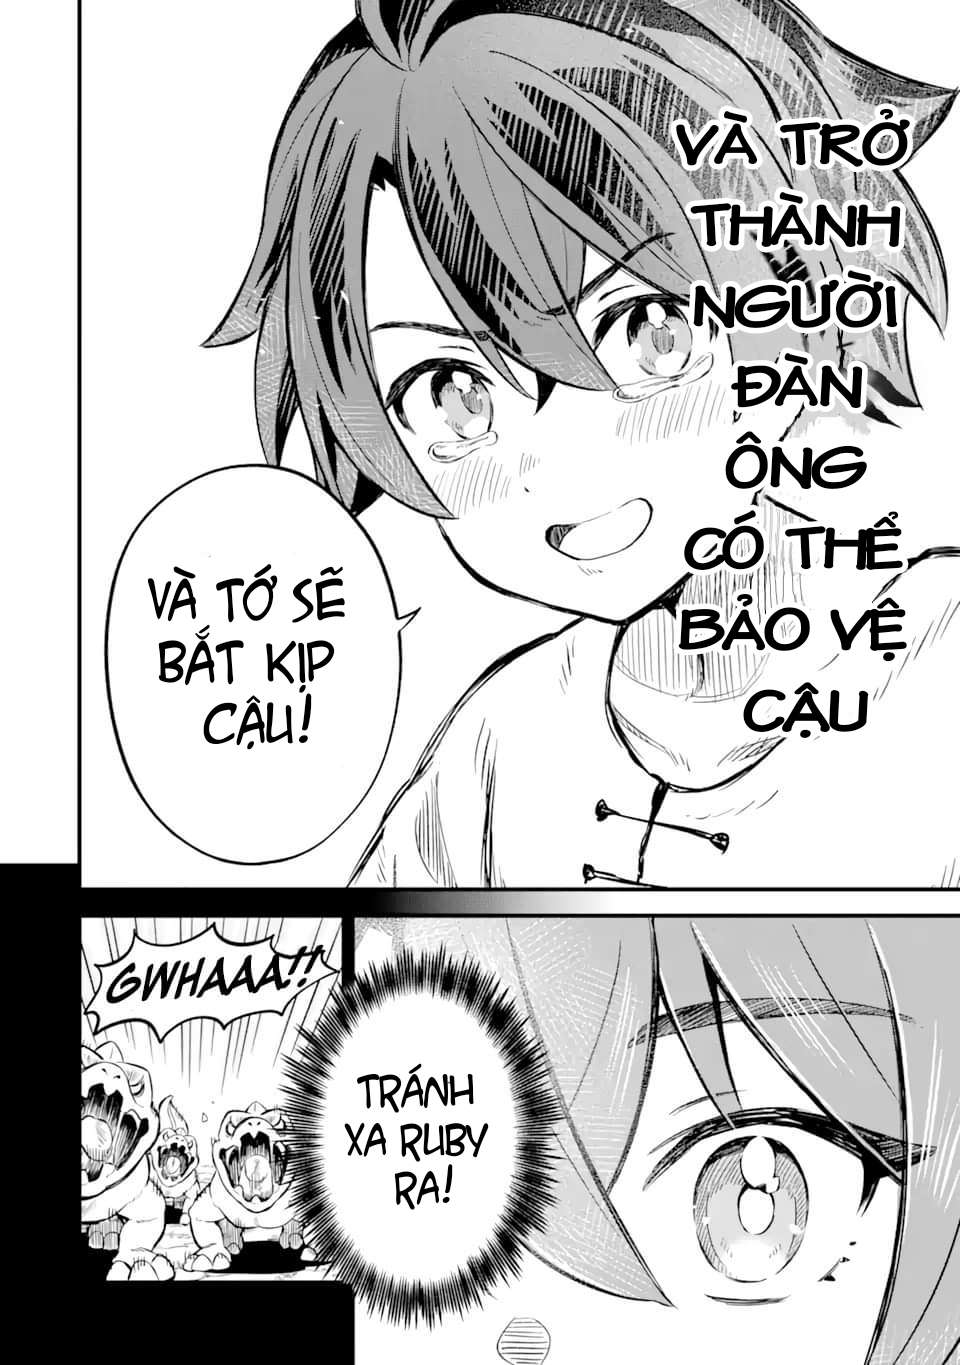 VÀ TRỞ
THÀNH
NGƯỜI
ĐÀN
ÔNG
CÓ THỂ
BẢO VỆ
CẬU
VÀ TỚ SẼ
BẮT KỊP
CẬU!
GWHAAA!!
TRÁNH
XA RUBY
RA!